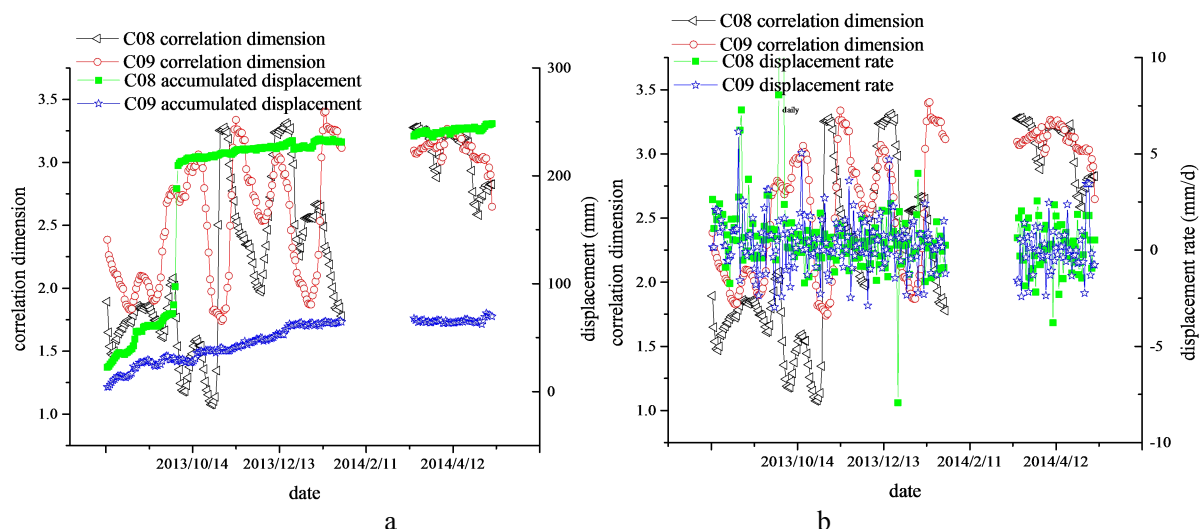 C08 correlation dimension
C09 correlation dimension
C08 accumulated displacement
C09 accumulated displacement
3.5
3.0
2.5
2.0
1.5
1.0
correlation dimension
300
200
100
0
displacement (mm)
2013/10/14
2013/12/13
2014/2/11
2014/4/12
date
a
C08 correlation dimension
C09 correlation dimension
C08 displacement rate
C09 displacement rate
daily
3.5
3.0
2.5
2.0
1.5
1.0
correlation dimension
10
5
0
-5
-10
displacement rate (mm/d)
2013/10/14
2013/12/13
2014/2/11
2014/4/12
date
b